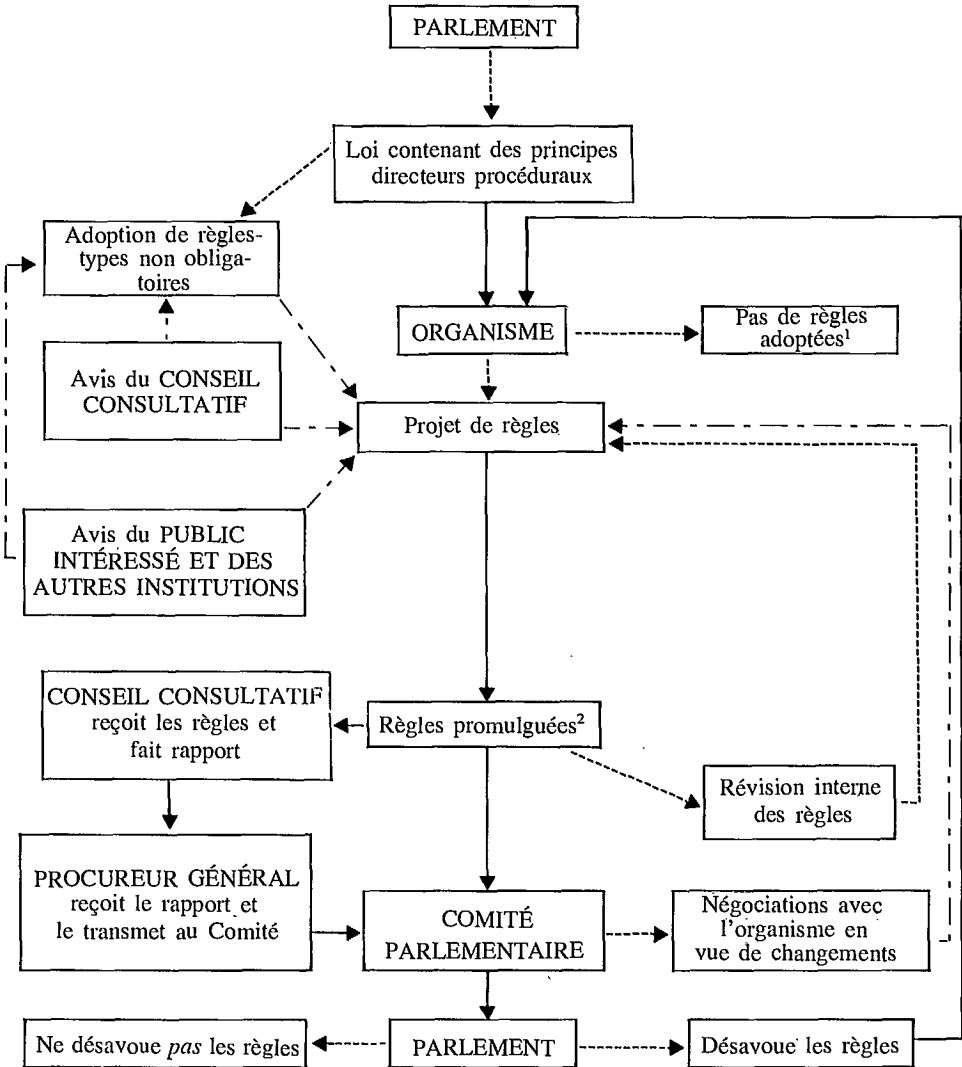 PARLEMENT
Loi contenant des principes
directeurs procéduraux
Adoption de règles-
types non obliga-
toires
ORGANISME
Pas de règles
adoptées¹
Avis du CONSEIL
CONSULTATIF
Projet de règles
Avis du PUBLIC
INTÉRESSÉ ET DES
AUTRES INSTITUTIONS
CONSEIL CONSULTATIF
reçoit les règles et
fait rapport
Règles promulguées²
Révision interne
des règles
PROCUREUR GÉNÉRAL
reçoit le rapport et
le transmet au Comité
COMITÉ
PARLEMENTAIRE
Négociations avec
l'organisme en
vue de changements
Ne désavoue pas les règles
PARLEMENT
Désavoue les règles